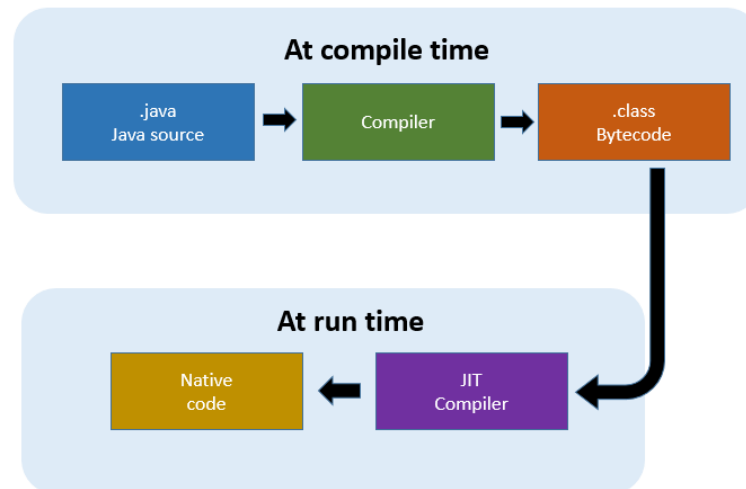 At compile time
.java
Java source
Compiler
.class
Bytecode
At run time
Native
code
JIT
Compiler